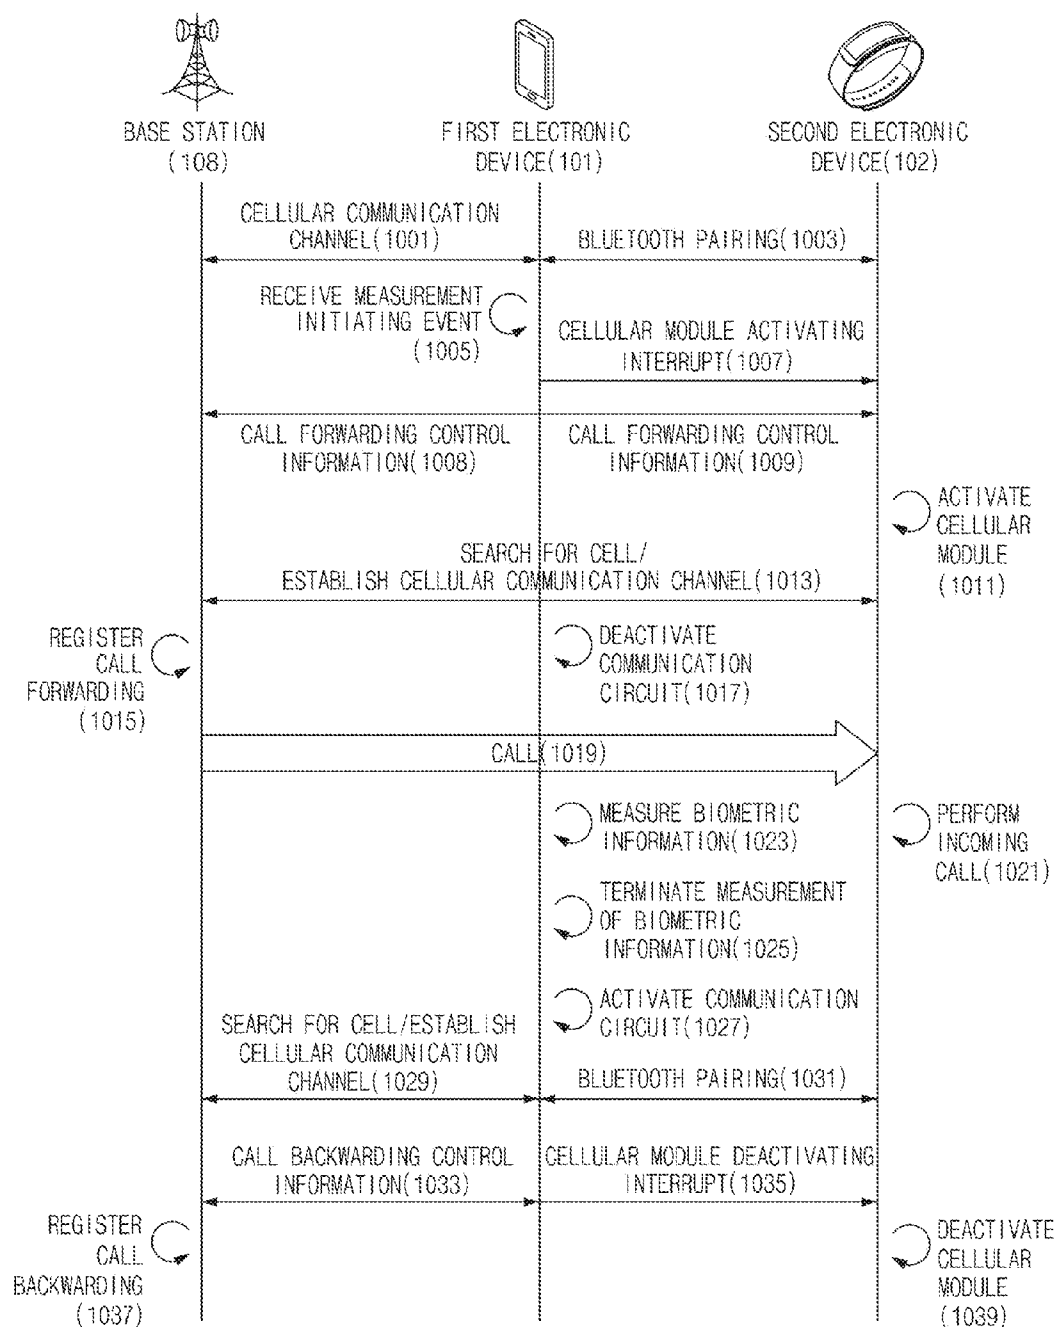 BASE STATION
(108)
FIRST ELECTRONIC
DEVICE(101)
SECOND ELECTRONIC
DEVICE(102)
CELLULAR COMMUNICATION
CHANNEL(1001)
BLUETOOTH PAIRING(1003)
RECEIVE MEASUREMENT
INITIATING EVENT
(1005)
CELLULAR MODULE ACTIVATING
INTERRUPT(1007)
CALL FORWARDING CONTROL
INFORMATION(1008)
CALL FORWARDING CONTROL
INFORMATION(1009)
ACTIVATE
CELLULAR
MODULE
(1011)
SEARCH FOR CELL/
ESTABLISH CELLULAR COMMUNICATION CHANNEL(1013)
REGISTER
CALL
FORWARDING
(1015)
DEACTIVATE
COMMUNICATION
CIRCUIT(1017)
CALL(1019)
MEASURE BIOMETRIC
INFORMATION(1023)
PERFORM
INCOMING
CALL(1021)
TERMINATE MEASUREMENT
OF BIOMETRIC
INFORMATION(1025)
ACTIVATE COMMUNICATION
CIRCUIT(1027)
SEARCH FOR CELL/ESTABLISH
CELLULAR COMMUNICATION
CHANNEL(1029)
BLUETOOTH PAIRING(1031)
CALL BACKWARDING CONTROL
INFORMATION(1033)
CELLULAR MODULE DEACTIVATING
INTERRUPT(1035)
REGISTER
CALL
BACKWARDING
(1037)
DEACTIVATE
CELLULAR
MODULE
(1039)